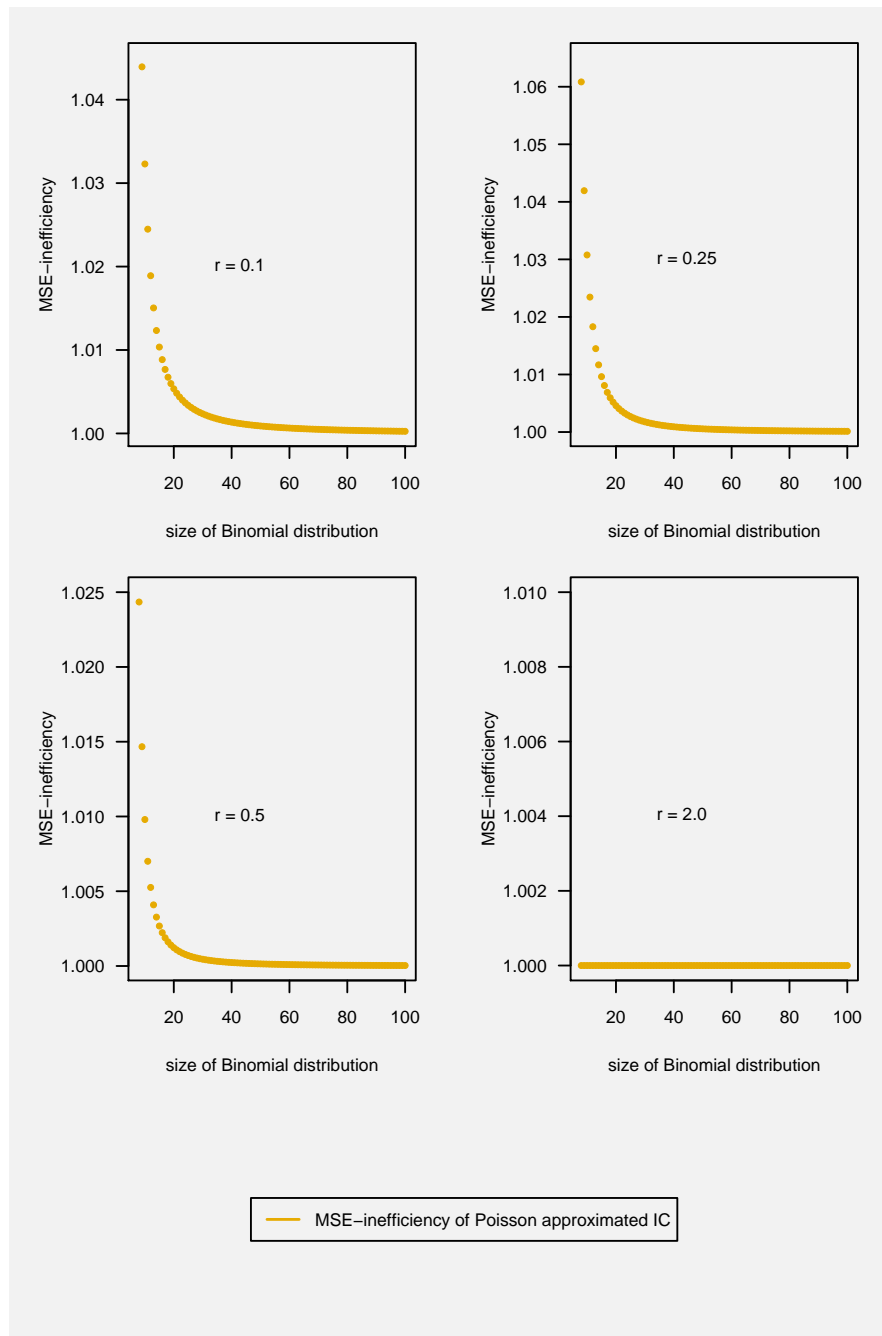 MSE−inefficiency
1.04
1.03
1.02
1.01
1.00
r = 0.1
20 40 60 80 100
size of Binomial distribution
MSE−inefficiency
1.06
1.05
1.04
1.03
1.02
1.01
1.00
r = 0.25
20 40 60 80 100
size of Binomial distribution
MSE−inefficiency
1.025
1.020
1.015
1.010
1.005
1.000
r = 0.5
20 40 60 80 100
size of Binomial distribution
MSE−inefficiency
1.010
1.008
1.006
1.004
1.002
1.000
r = 2.0
20 40 60 80 100
size of Binomial distribution
MSE−inefficiency of Poisson approximated IC